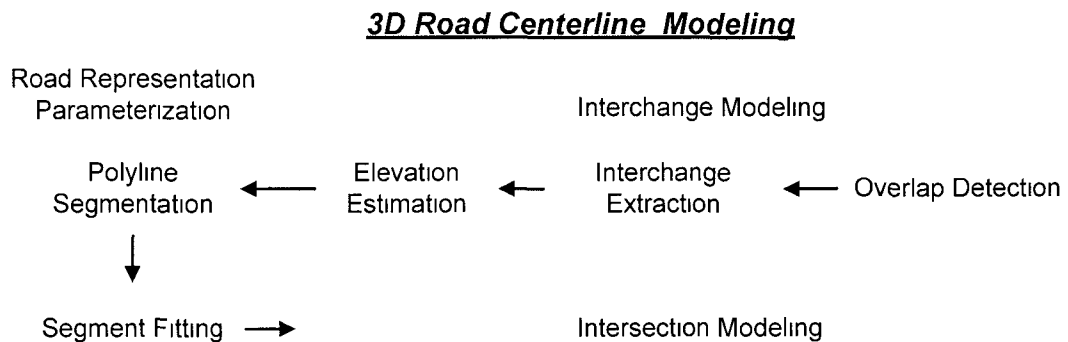 3D Road Centerline Modeling
Road Representation
Parameterization
Interchange Modeling
Polyline
Segmentation
Elevation
Estimation
Interchange
Extraction
Overlap Detection
Segment Fitting
Intersection Modeling